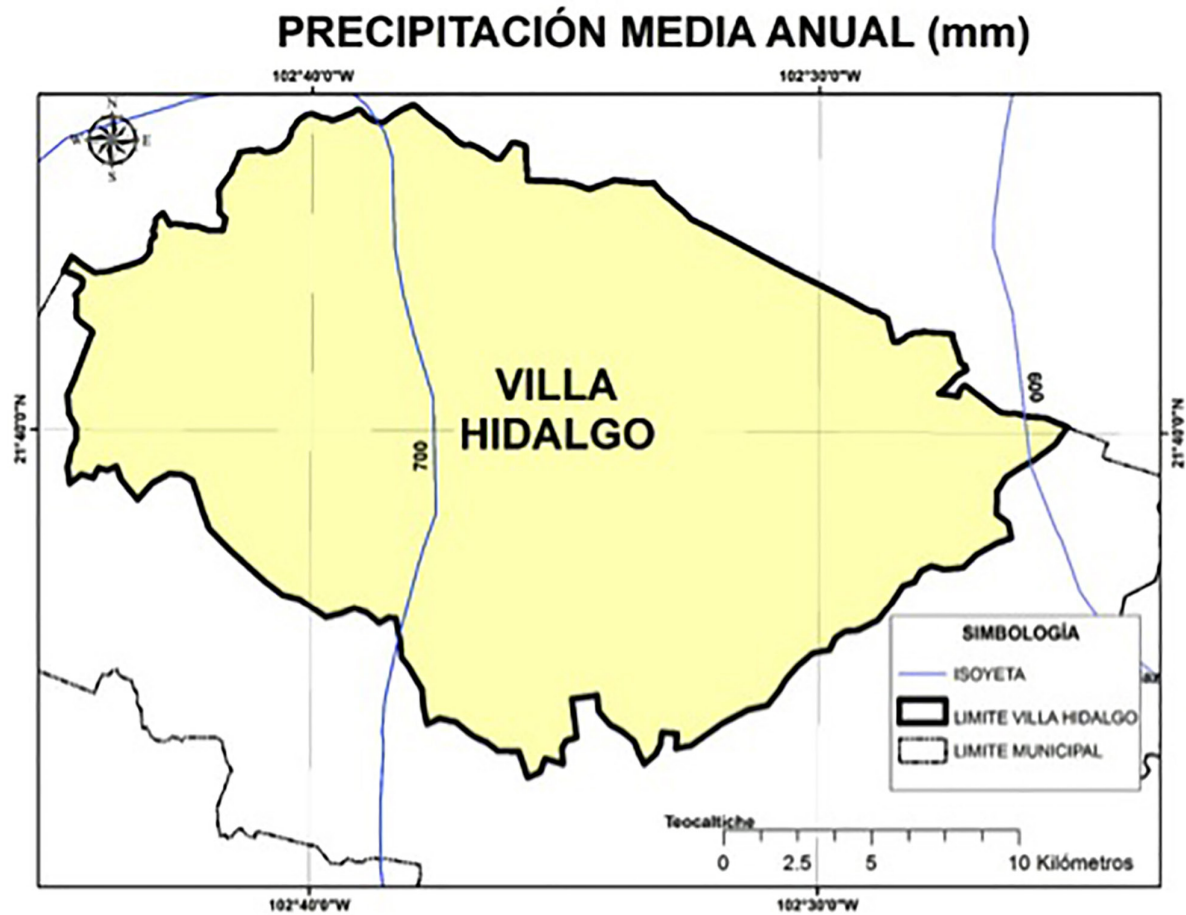 PRECIPITACIÓN MEDIA ANUAL (mm)
102°40'0"W 102°30'0"W
N
W E
S
600
VILLA
HIDALGO
21°40'0"N 21°40'0"N
700
SIMBOLOGÍA
ISOYETA
LIMITE VILLA HIDALGO
LIMITE MUNICIPAL
Teocaltiche
0 2.5 5 10 Kilómetros
102°40'0"W 102°30'0"W